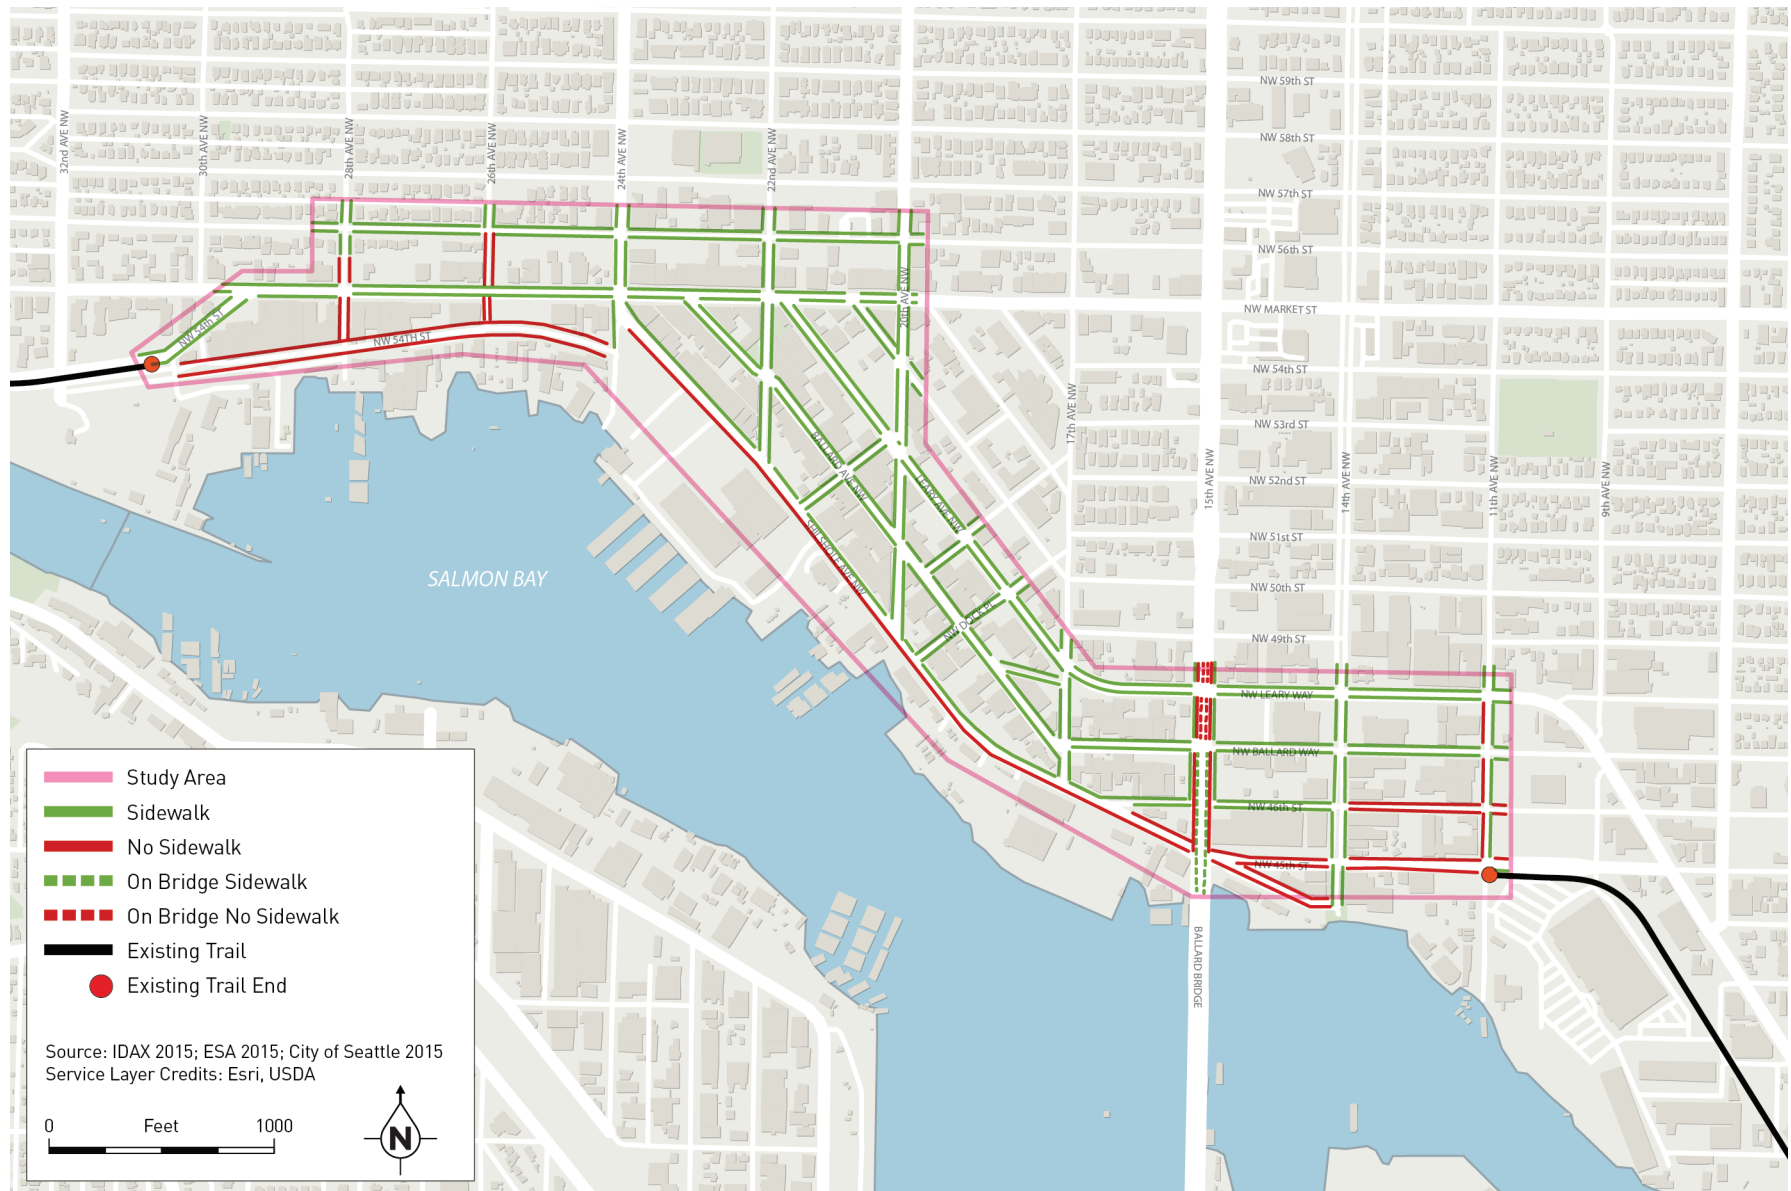 NW 59th ST
NW 58th ST
NW 57th ST
NW 56th ST
NW MARKET ST
NW 54th ST
NW 53rd ST
NW 52nd ST
NW 51st ST
NW 50th ST
NW 49th ST
NW LEARY WAY
NW BALLARD WAY
NW 46th ST
NW 45th ST
32nd AVE NW
30th AVE NW
28th AVE NW
26th AVE NW
24th AVE NW
22nd AVE NW
20th AVE NW
17th AVE NW
15th AVE NW
14th AVE NW
11th AVE NW
9th AVE NW
NW 54th ST
NW 54TH ST
BALLARD AVE NW
LEARY AVE NW
SHILSHOLE AVE NW
NW DOCK PL
SALMON BAY
BALLARD BRIDGE
Study Area
Sidewalk
No Sidewalk
On Bridge Sidewalk
On Bridge No Sidewalk
Existing Trail
Existing Trail End
Source: IDAX 2015; ESA 2015; City of Seattle 2015
Service Layer Credits: Esri, USDA
0 Feet 1000
N